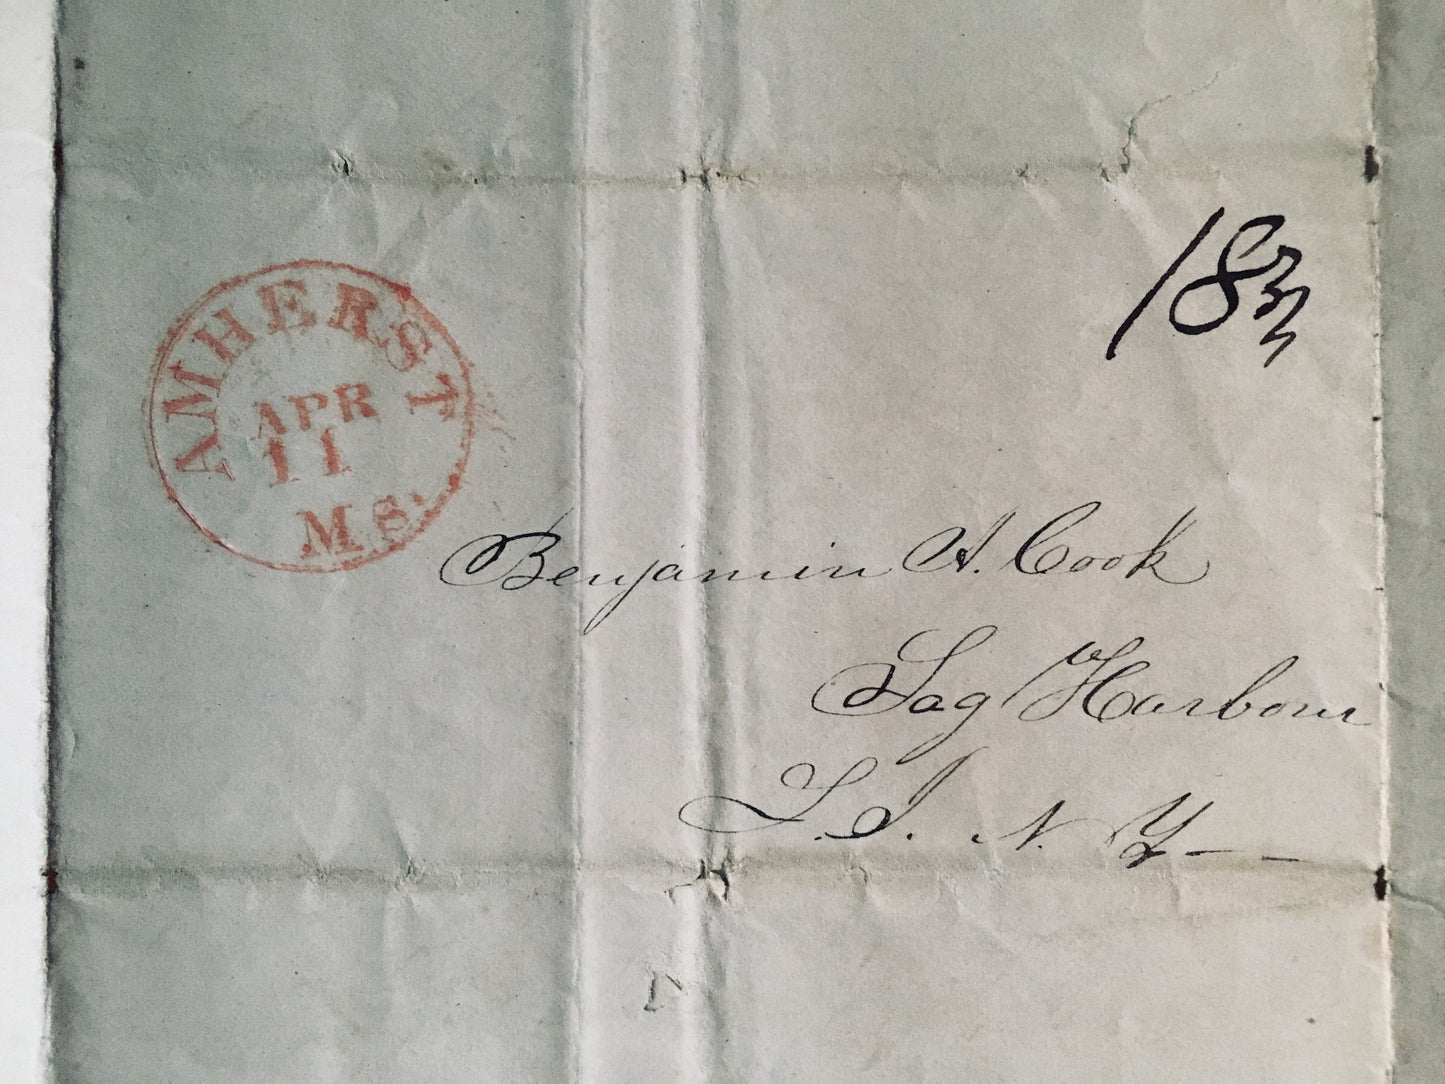 AMHERST
APR
11
MS.
18¾
Benjamin H. Cook
Sag Harbour
L.I. N.Y